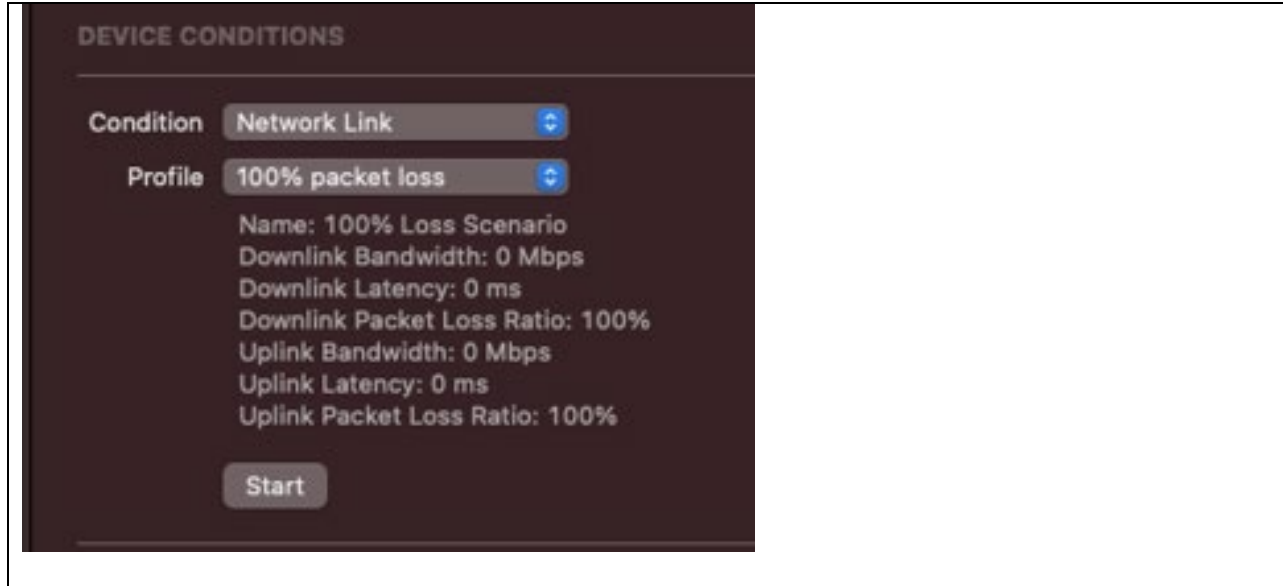 DEVICE CONDITIONS
Condition Network Link
Profile 100% packet loss
Name: 100% Loss Scenario
Downlink Bandwidth: 0 Mbps
Downlink Latency: 0 ms
Downlink Packet Loss Ratio: 100%
Uplink Bandwidth: 0 Mbps
Uplink Latency: 0 ms
Uplink Packet Loss Ratio: 100%
Start